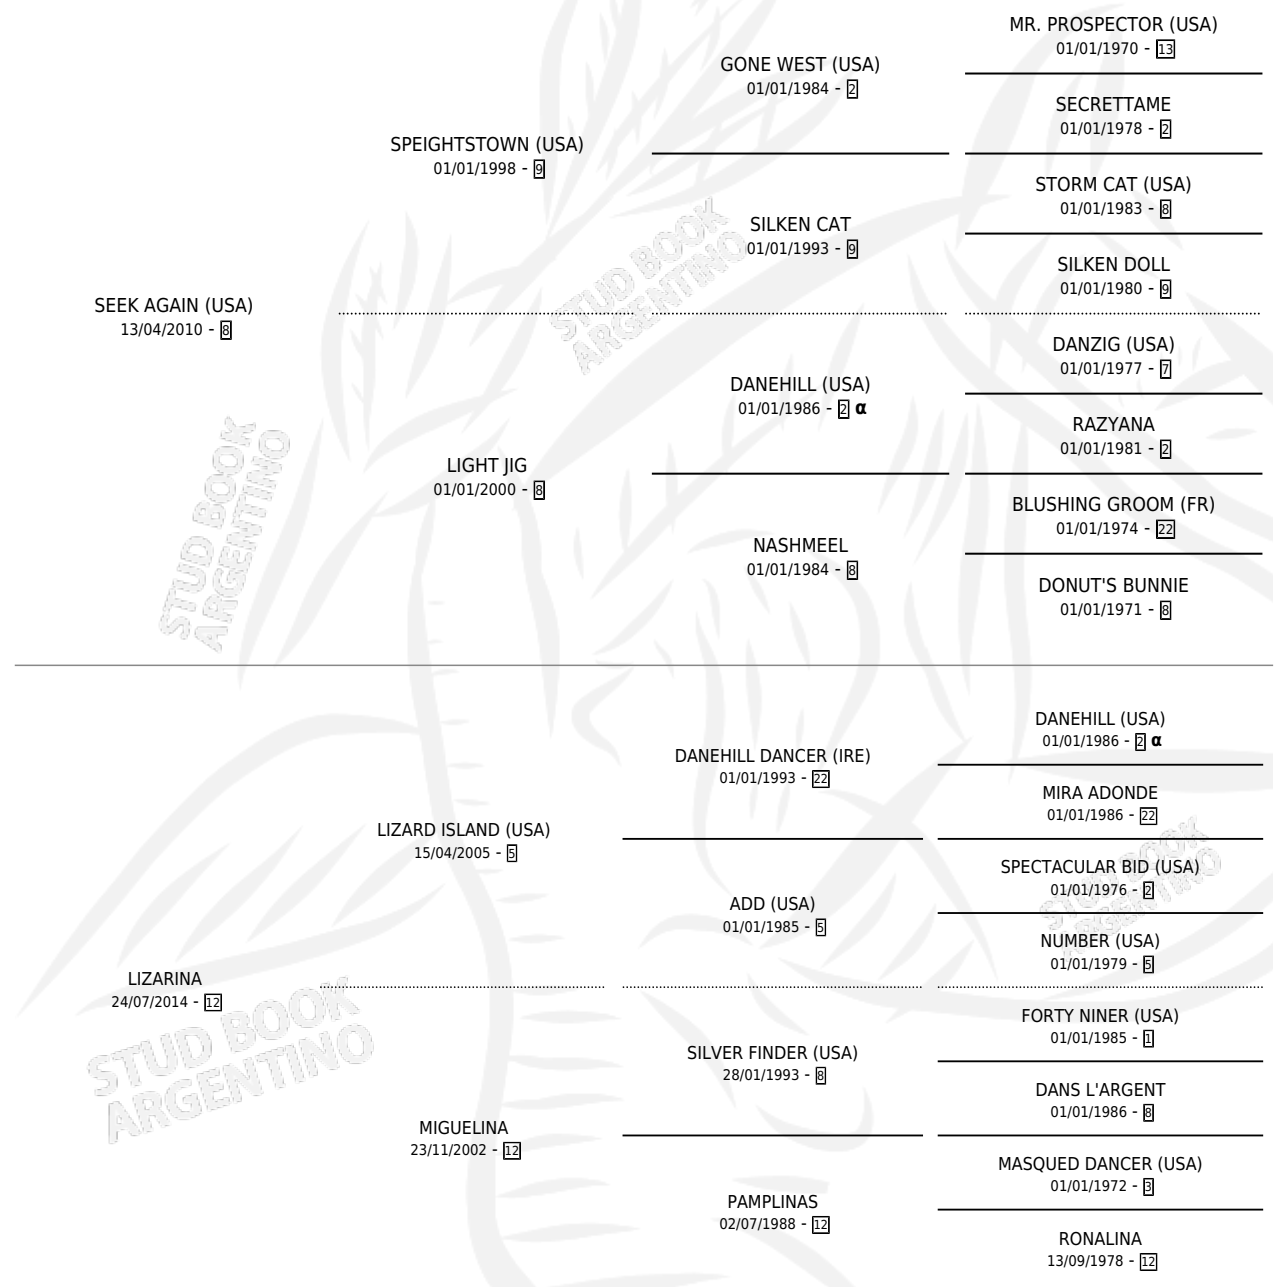 MR. PROSPECTOR (USA)
01/01/1970 - 13
GONE WEST (USA)
01/01/1984 - 2
SECRETTAME
01/01/1978 - 2
SPEIGHTSTOWN (USA)
01/01/1998 - 9
STORM CAT (USA)
01/01/1983 - 8
SILKEN CAT
01/01/1993 - 9
SILKEN DOLL
01/01/1980 - 9
SEEK AGAIN (USA)
13/04/2010 - 8
DANZIG (USA)
01/01/1977 - 7
DANEHILL (USA)
01/01/1986 - 2 α
RAZYANA
01/01/1981 - 2
LIGHT JIG
01/01/2000 - 8
BLUSHING GROOM (FR)
01/01/1974 - 22
NASHMEEL
01/01/1984 - 8
DONUT'S BUNNIE
01/01/1971 - 8
DANEHILL (USA)
01/01/1986 - 2 α
DANEHILL DANCER (IRE)
01/01/1993 - 22
MIRA ADONDE
01/01/1986 - 22
LIZARD ISLAND (USA)
15/04/2005 - 5
SPECTACULAR BID (USA)
01/01/1976 - 2
ADD (USA)
01/01/1985 - 5
NUMBER (USA)
01/01/1979 - 5
LIZARINA
24/07/2014 - 12
FORTY NINER (USA)
01/01/1985 - 1
SILVER FINDER (USA)
28/01/1993 - 8
DANS L'ARGENT
01/01/1986 - 8
MIGUELINA
23/11/2002 - 12
MASQUED DANCER (USA)
01/01/1972 - 3
PAMPLINAS
02/07/1988 - 12
RONALINA
13/09/1978 - 12
STUD BOOK
ARGENTINO
STUD BOOK
ARGENTINO
STUD BOOK
ARGENTINO
STUD BOOK
ARGENTINO